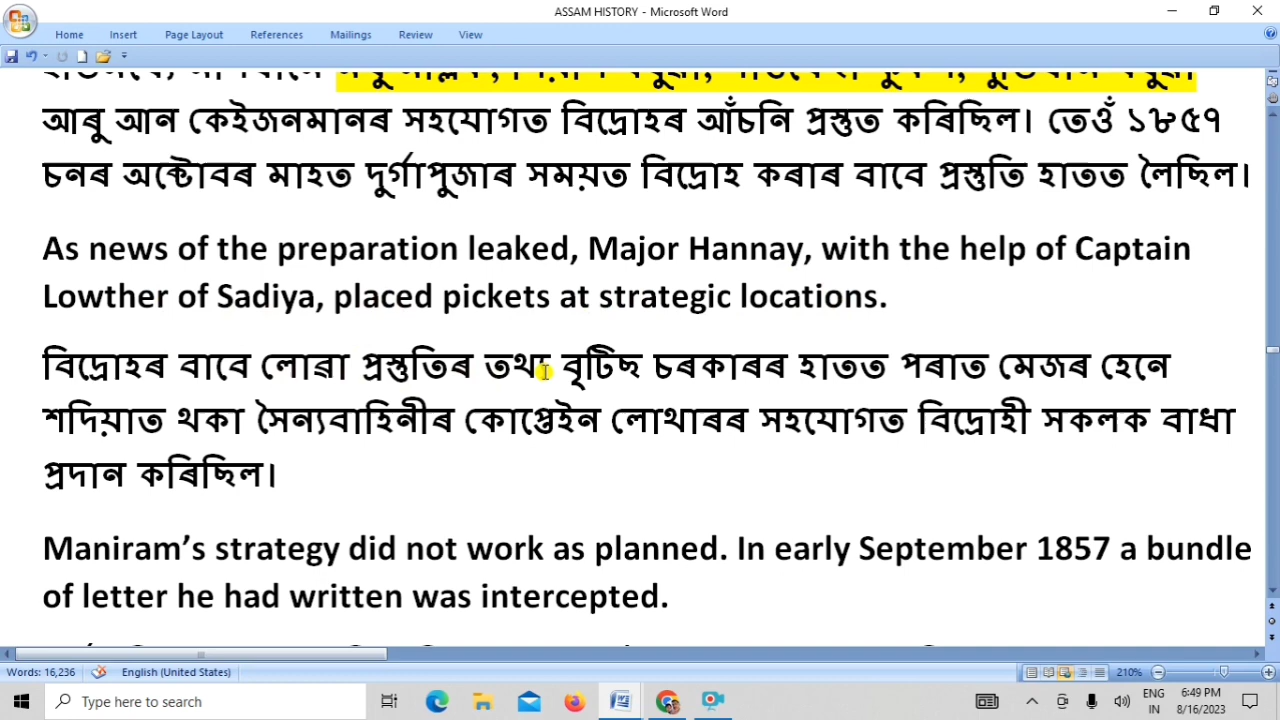 ASSAM HISTORY - Microsoft Word
Home Insert Page Layout References Mailings Review View
আৰু আন কেইজনমানৰ সহযোগত বিদ্ৰোহৰ আঁচনি প্ৰস্তুত কৰিছিল। তেওঁ ১৮৫৭
চনৰ অক্টোবৰ মাহত দুৰ্গাপুজাৰ সময়ত বিদ্ৰোহ কৰাৰ বাবে প্ৰস্তুতি হাতত লৈছিল।
As news of the preparation leaked, Major Hannay, with the help of Captain
Lowther of Sadiya, placed pickets at strategic locations.
বিদ্ৰোহৰ বাবে লোৱা প্ৰস্তুতিৰ তথ্য বৃটিছ চৰকাৰৰ হাতত পৰাত মেজৰ হেনে
শদিয়াত থকা সৈন্যবাহিনীৰ কোপ্তেইন লোথাৰৰ সহযোগত বিদ্ৰোহী সকলক বাধা
প্ৰদান কৰিছিল।
Maniram’s strategy did not work as planned. In early September 1857 a bundle
of letter he had written was intercepted.
Words: 16,236 English (United States) 210%
Type here to search
ENG 6:49 PM
IN 8/16/2023